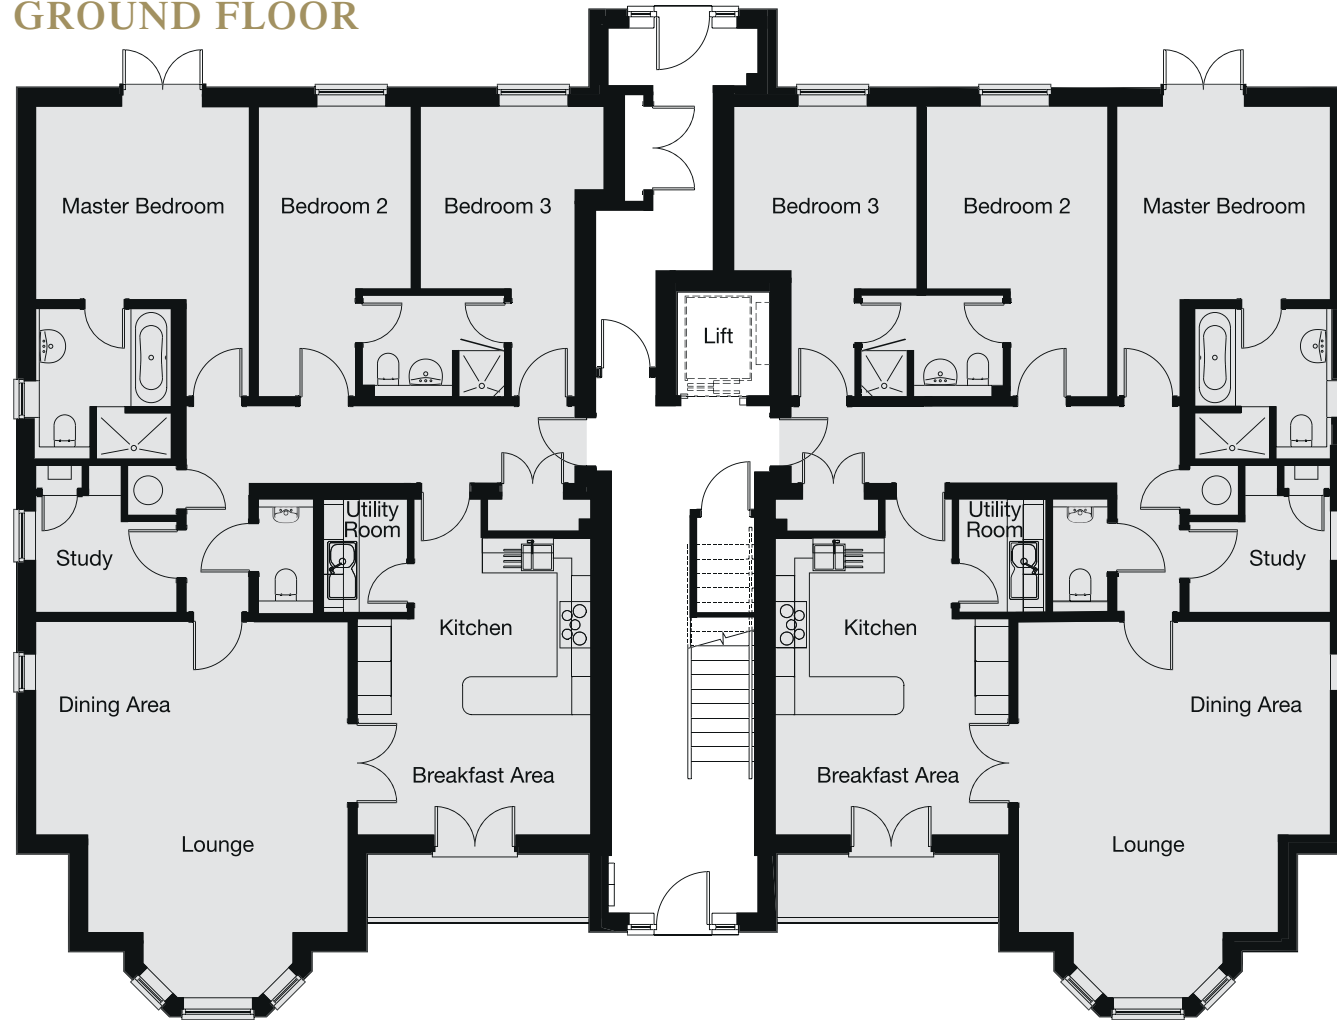 GROUND FLOOR
Master Bedroom
Bedroom 2
Bedroom 3
Bedroom 3
Bedroom 2
Master Bedroom
Lift
Utility
Room
Utility
Room
Study
Study
Kitchen
Kitchen
Dining Area
Dining Area
Breakfast Area
Breakfast Area
Lounge
Lounge